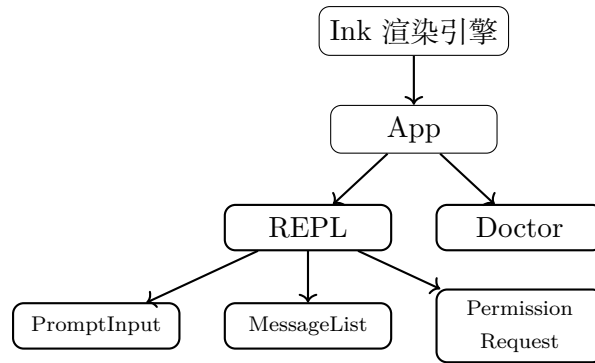 Ink 渲染引擎
App
REPL
Doctor
PromptInput
MessageList
Permission
Request